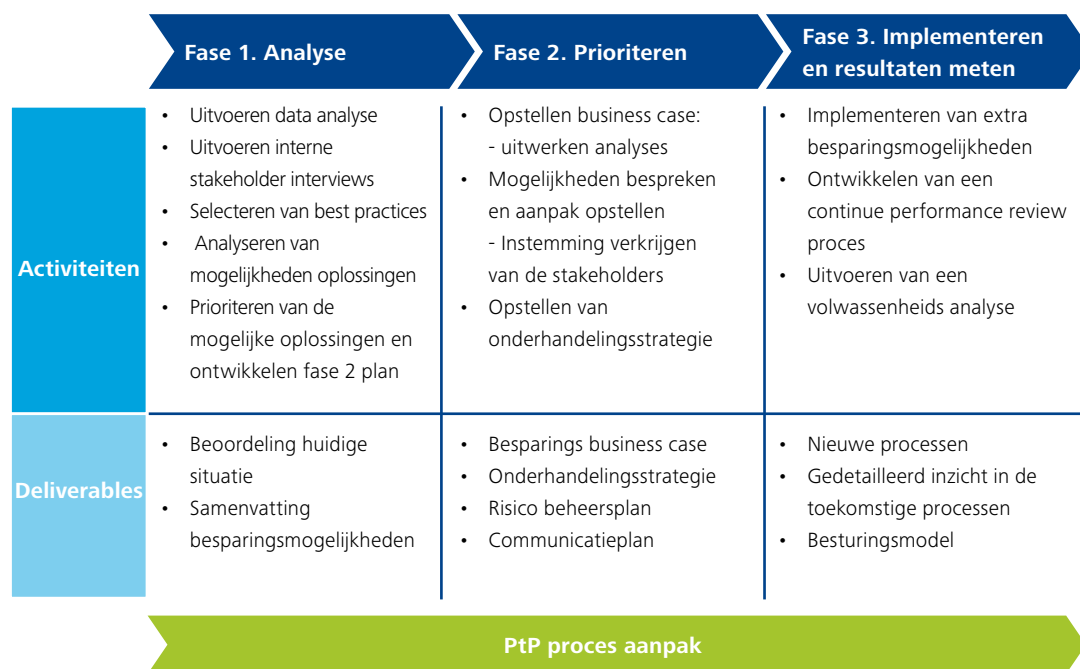 Fase 1. Analyse
Fase 2. Prioriteren
Fase 3. Implementeren
en resultaten meten
Activiteiten
• Uitvoeren data analyse
• Uitvoeren interne
stakeholder interviews
• Selecteren van best practices
• Analyseren van
mogelijkheden oplossingen
• Prioriteren van de
mogelijke oplossingen en
ontwikkelen fase 2 plan
• Opstellen business case:
- uitwerken analyses
• Mogelijkheden bespreken
en aanpak opstellen
- Instemming verkrijgen
van de stakeholders
• Opstellen van
onderhandelingsstrategie
• Implementeren van extra
besparingsmogelijkheden
• Ontwikkelen van een
continue performance review
proces
• Uitvoeren van een
volwassenheids analyse
Deliverables
• Beoordeling huidige
situatie
• Samenvatting
besparingsmogelijkheden
• Besparings business case
• Onderhandelingsstrategie
• Risico beheersplan
• Communicatieplan
• Nieuwe processen
• Gedetailleerd inzicht in de
toekomstige processen
• Besturingsmodel
PtP proces aanpak